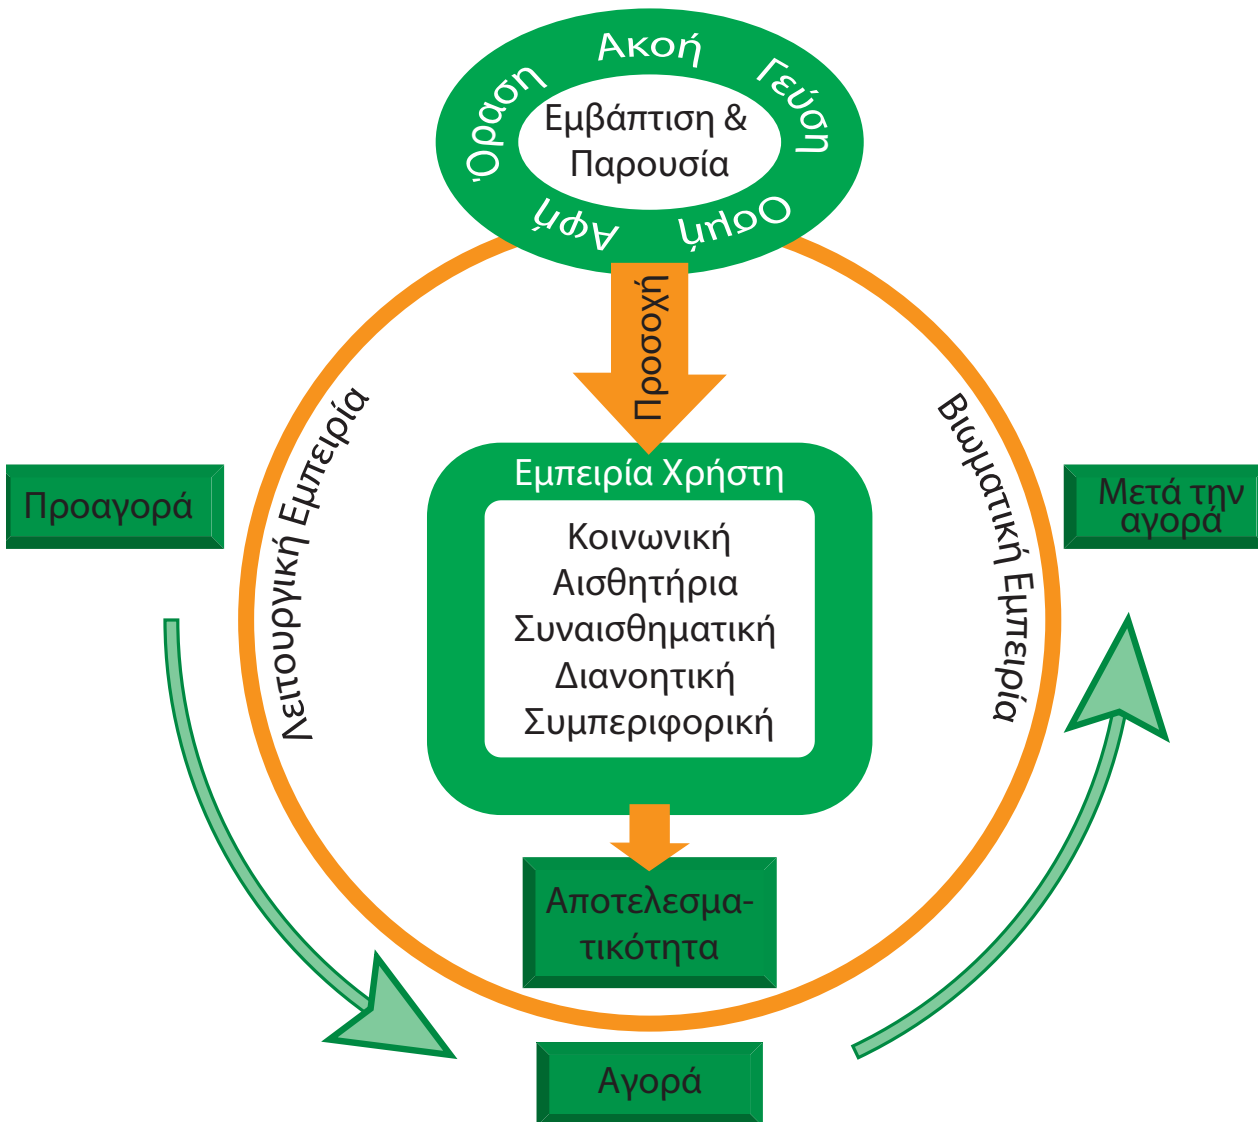 Όραση
Ακοή
Γεύση
Οσμή
Αφή
Εμβάπτιση &
Παρουσία
Προσοχή
Λειτουργική Εμπειρία
Βιωματική Εμπειρία
Προαγορά
Μετά την
αγορά
Εμπειρία Χρήστη
Κοινωνική
Αισθητήρια
Συναισθηματική
Διανοητική
Συμπεριφορική
Αποτελεσμα-
τικότητα
Αγορά